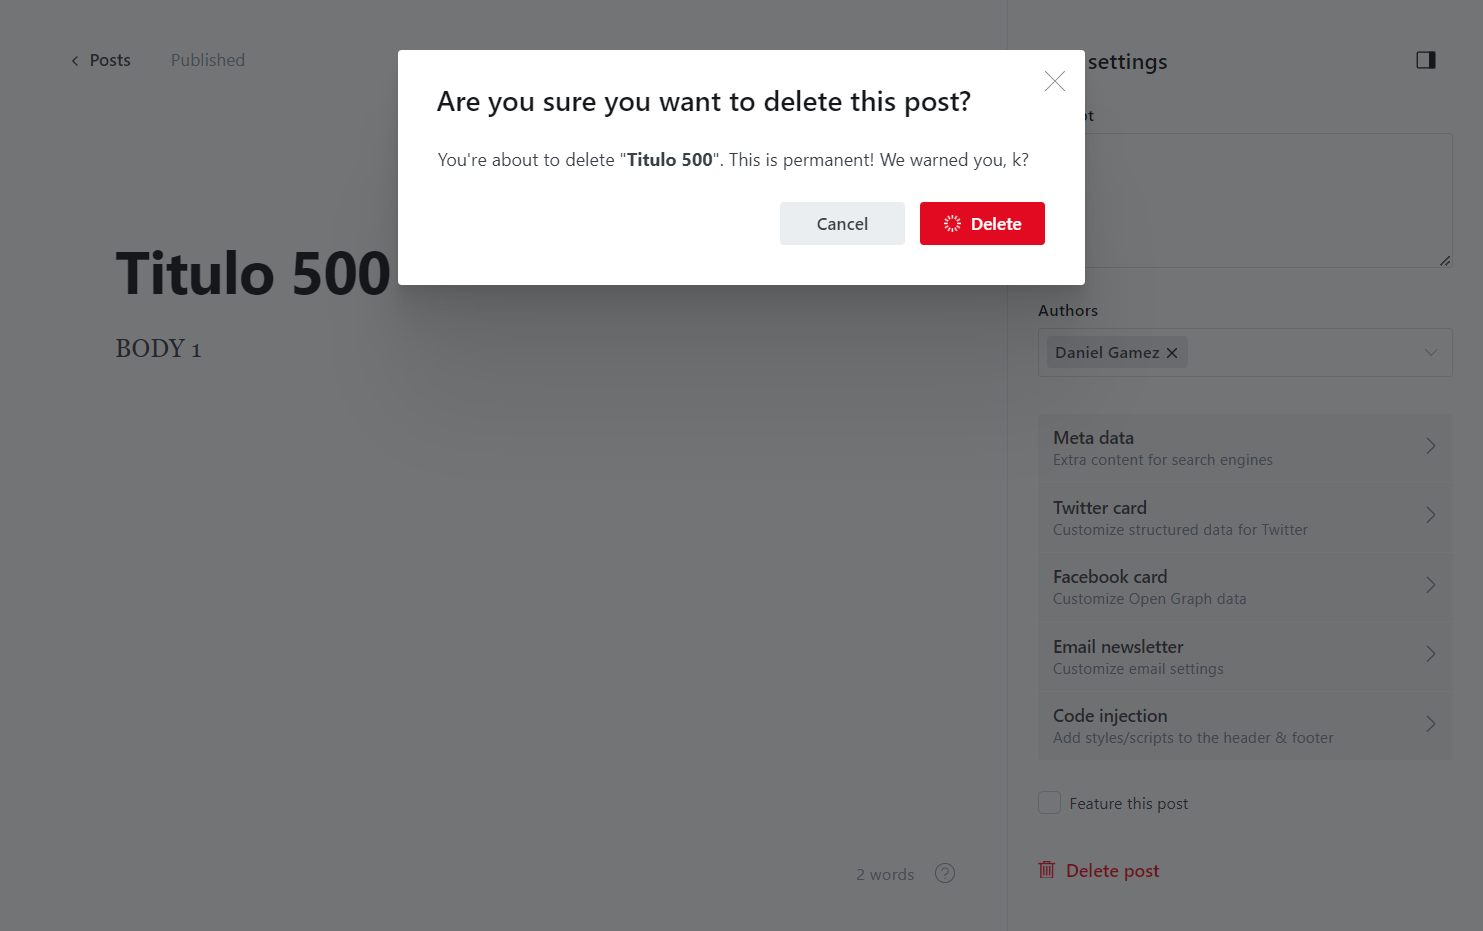 Posts
Published
Are you sure you want to delete this post?
You're about to delete "Titulo 500". This is permanent! We warned you, k?
Cancel
Delete
Titulo 500
BODY 1
2 words
?
settings
Authors
Daniel Gamez
Meta data
Extra content for search engines
Twitter card
Customize structured data for Twitter
Facebook card
Customize Open Graph data
Email newsletter
Customize email settings
Code injection
Add styles/scripts to the header & footer
Feature this post
Delete post